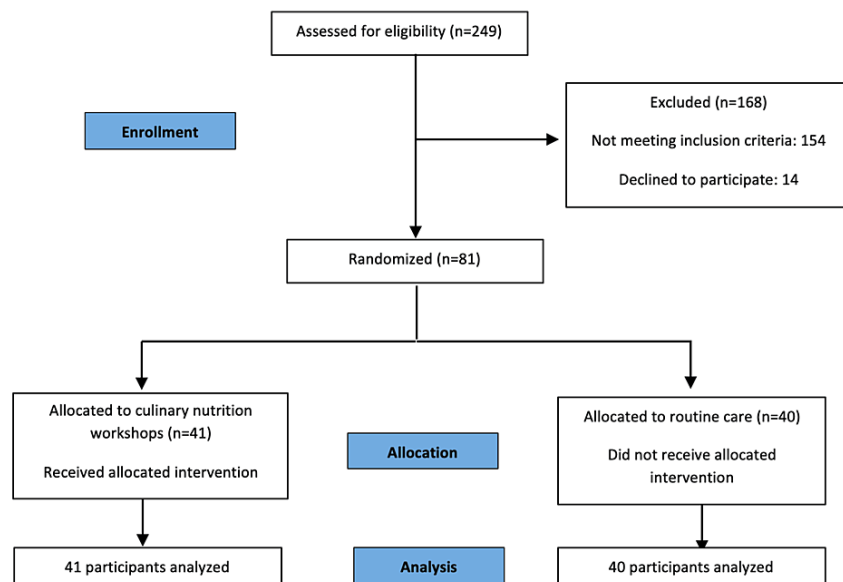 Assessed for eligibility (n=249)
Enrollment
Excluded (n=168)
Not meeting inclusion criteria: 154
Declined to participate: 14
Randomized (n=81)
Allocated to culinary nutrition
workshops (n=41)
Received allocated intervention
Allocation
Allocated to routine care (n=40)
Did not receive allocated
intervention
41 participants analyzed
Analysis
40 participants analyzed